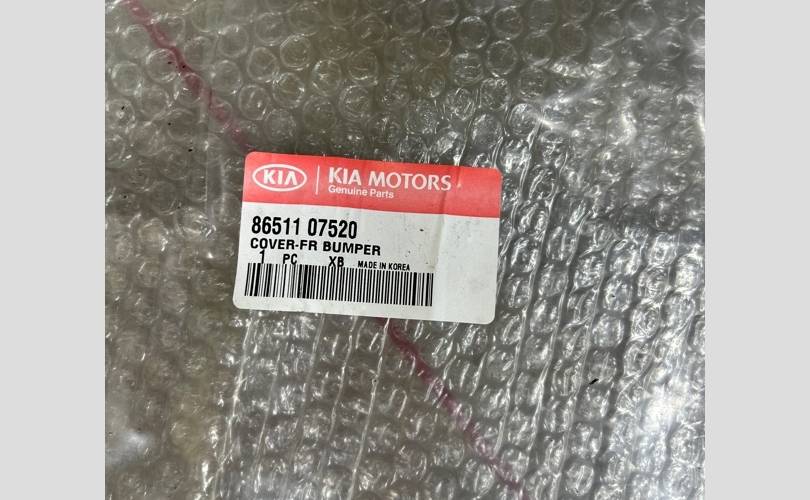 KIA KIA MOTORS
Genuine Parts
86511 07520
COVER-FR BUMPER
1 PC XB MADE IN KOREA